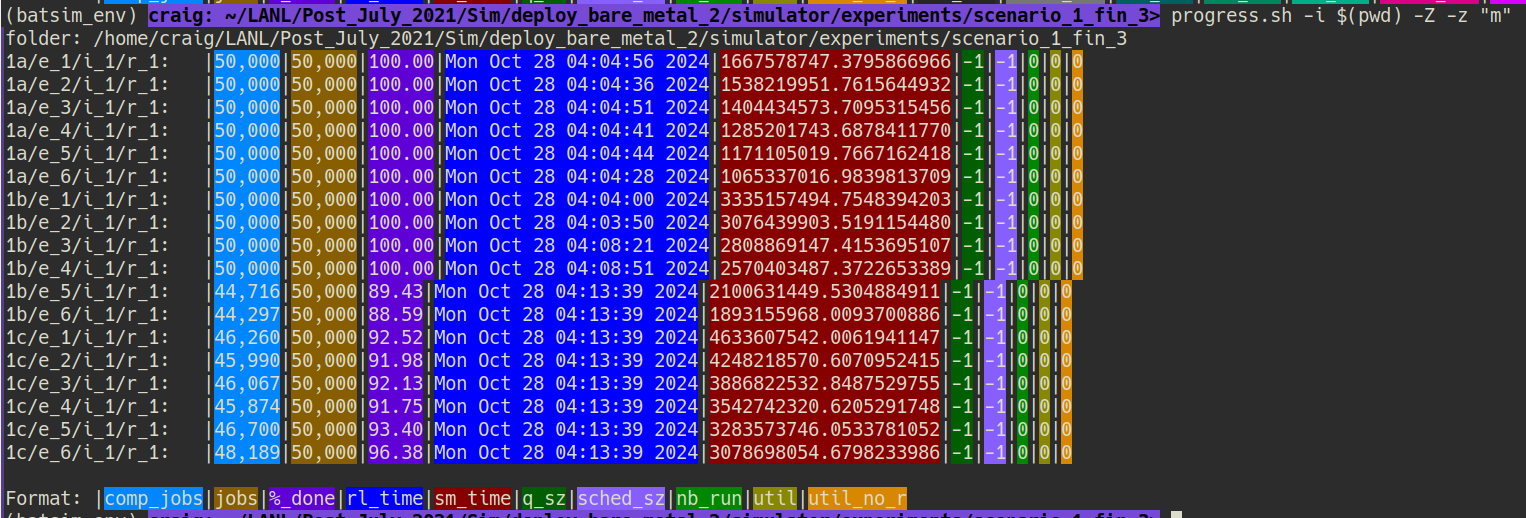 (batsim_env) craig: ~/LANL/Post_July_2021/Sim/deploy_bare_metal_2/simulator/experiments/scenario_1_fin_3> progress.sh -i $(pwd) -Z -z "m"
folder: /home/craig/LANL/Post_July_2021/Sim/deploy_bare_metal_2/simulator/experiments/scenario_1_fin_3
1a/e_1/i_1/r_1: |50,000|50,000|100.00|Mon Oct 28 04:04:56 2024|1667578747.3795866966|-1|-1|0|0|0
1a/e_2/i_1/r_1: |50,000|50,000|100.00|Mon Oct 28 04:04:36 2024|1538219951.7615644932|-1|-1|0|0|0
1a/e_3/i_1/r_1: |50,000|50,000|100.00|Mon Oct 28 04:04:51 2024|1404434573.7095315456|-1|-1|0|0|0
1a/e_4/i_1/r_1: |50,000|50,000|100.00|Mon Oct 28 04:04:41 2024|1285201743.6878411770|-1|-1|0|0|0
1a/e_5/i_1/r_1: |50,000|50,000|100.00|Mon Oct 28 04:04:44 2024|1171105019.7667162418|-1|-1|0|0|0
1a/e_6/i_1/r_1: |50,000|50,000|100.00|Mon Oct 28 04:04:28 2024|1065337016.9839813709|-1|-1|0|0|0
1b/e_1/i_1/r_1: |50,000|50,000|100.00|Mon Oct 28 04:04:00 2024|3335157494.7548394203|-1|-1|0|0|0
1b/e_2/i_1/r_1: |50,000|50,000|100.00|Mon Oct 28 04:03:50 2024|3076439903.5191154480|-1|-1|0|0|0
1b/e_3/i_1/r_1: |50,000|50,000|100.00|Mon Oct 28 04:08:21 2024|2808869147.4153695107|-1|-1|0|0|0
1b/e_4/i_1/r_1: |50,000|50,000|100.00|Mon Oct 28 04:08:51 2024|2570403487.3722653389|-1|-1|0|0|0
1b/e_5/i_1/r_1: |44,716|50,000|89.43|Mon Oct 28 04:13:39 2024|2100631449.5304884911|-1|-1|0|0|0
1b/e_6/i_1/r_1: |44,297|50,000|88.59|Mon Oct 28 04:13:39 2024|1893155968.0093700886|-1|-1|0|0|0
1c/e_1/i_1/r_1: |46,260|50,000|92.52|Mon Oct 28 04:13:39 2024|4633607542.0061941147|-1|-1|0|0|0
1c/e_2/i_1/r_1: |45,990|50,000|91.98|Mon Oct 28 04:13:39 2024|4248218570.6070952415|-1|-1|0|0|0
1c/e_3/i_1/r_1: |46,067|50,000|92.13|Mon Oct 28 04:13:39 2024|3886822532.8487529755|-1|-1|0|0|0
1c/e_4/i_1/r_1: |45,874|50,000|91.75|Mon Oct 28 04:13:39 2024|3542742320.6205291748|-1|-1|0|0|0
1c/e_5/i_1/r_1: |46,700|50,000|93.40|Mon Oct 28 04:13:39 2024|3283573746.0533781052|-1|-1|0|0|0
1c/e_6/i_1/r_1: |48,189|50,000|96.38|Mon Oct 28 04:13:39 2024|3078698054.6798233986|-1|-1|0|0|0
Format: |comp_jobs|jobs|%_done|rl_time|sm_time|q_sz|sched_sz|nb_run|util|util_no_r